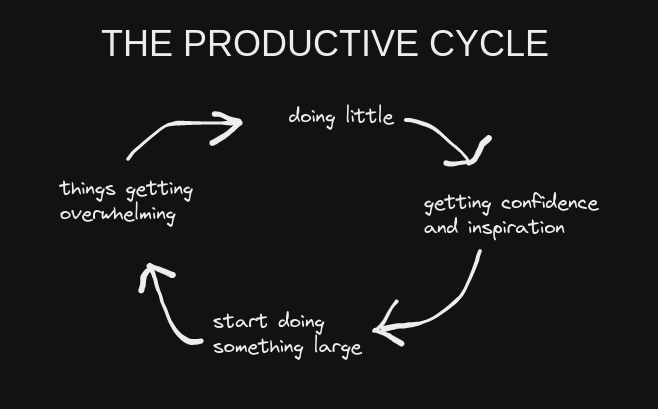 THE PRODUCTIVE CYCLE
doing little
getting confidence
and inspiration
start doing
something large
things getting
overwhelming